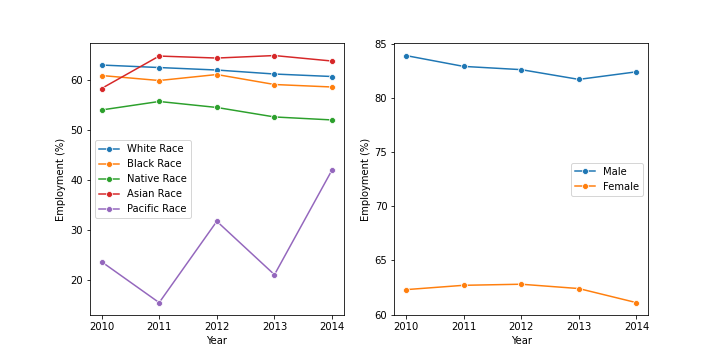 Employment (%)
60
50
40
30
20
White Race
Black Race
Native Race
Asian Race
Pacific Race
2010 2011 2012 2013 2014
Year
Employment (%)
85
80
75
70
65
60
Male
Female
2010 2011 2012 2013 2014
Year